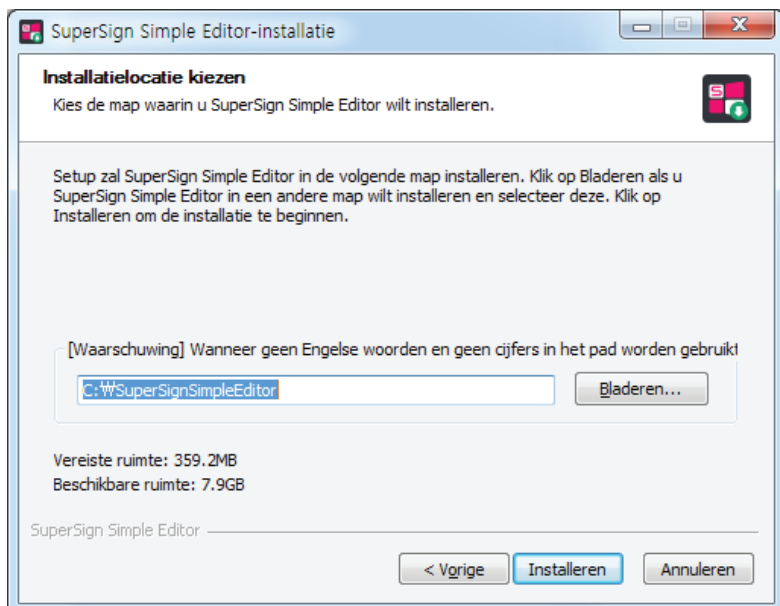 SuperSign Simple Editor-installatie
Installatielocatie kiezen
Kies de map waarin u SuperSign Simple Editor wilt installeren.
S
Setup zal SuperSign Simple Editor in de volgende map installeren. Klik op Bladeren als u
SuperSign Simple Editor in een andere map wilt installeren en selecteer deze. Klik op
Installeren om de installatie te beginnen.
[Waarschuwing] Wanneer geen Engelse woorden en geen cijfers in het pad worden gebruikt
C:₩SuperSignSimpleEditor
Bladeren...
Vereiste ruimte: 359.2MB
Beschikbare ruimte: 7.9GB
SuperSign Simple Editor
< Vorige
Installeren
Annuleren